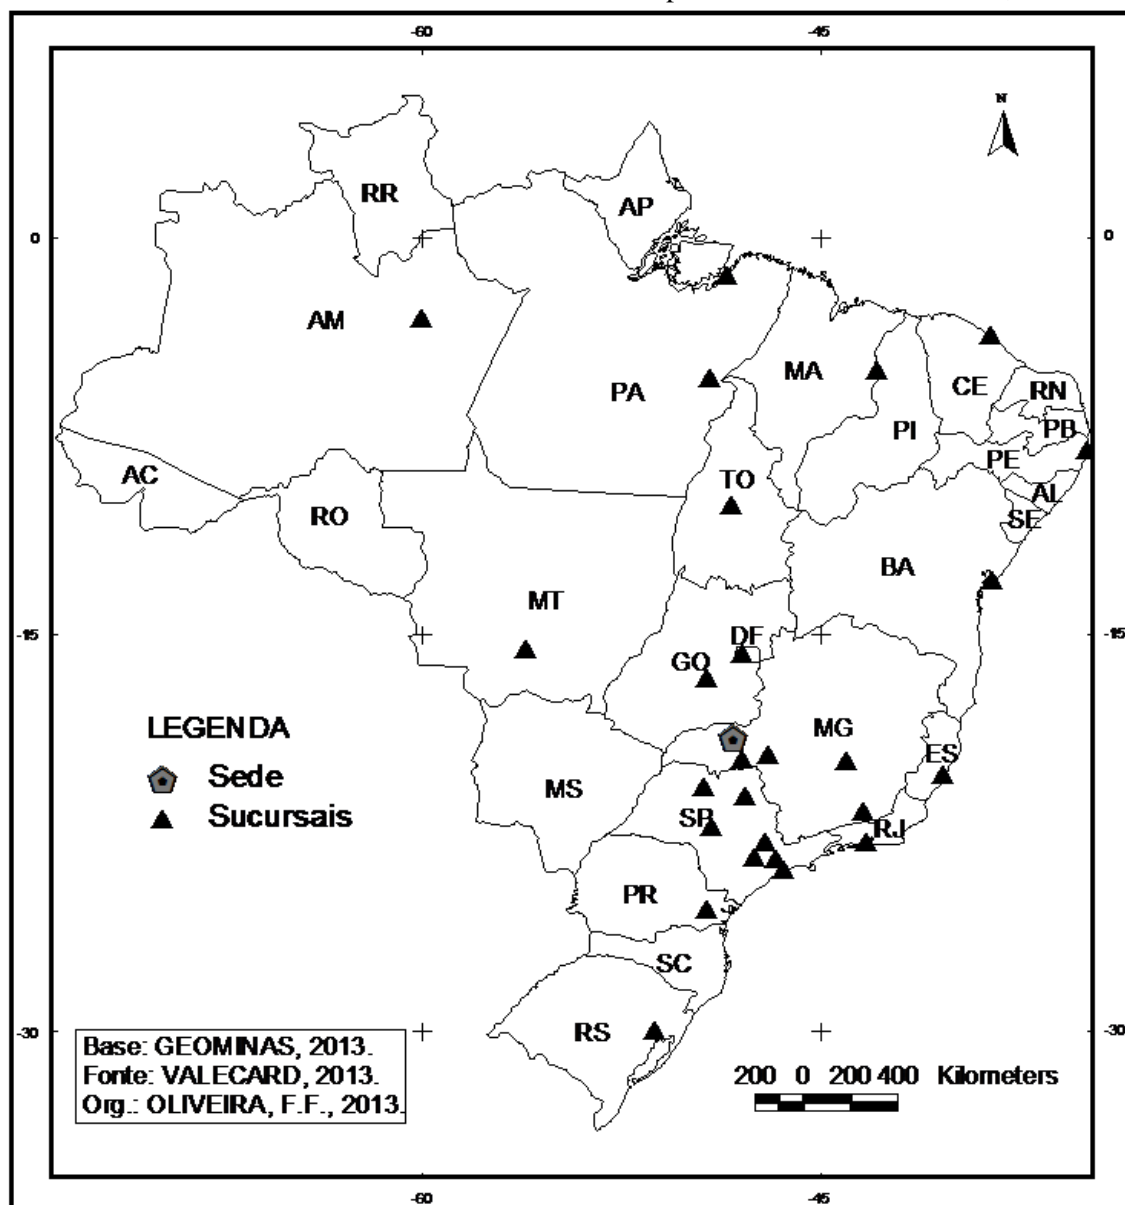 -60 -45
N
0 0
RR AP
AM PA MA CE RN
PI PB
PE
AC TO AL
RO SE
BA
MT
-15 -15
DF
GO
LEGENDA MG
ES
Sede MS
Sucursais SP RJ
PR
SC
-30 RS -30
Base: GEOMINAS, 2013.
Fonte: VALECARD, 2013.
Org.: OLIVEIRA, F.F., 2013.
200 0 200 400 Kilometers
-60 -45